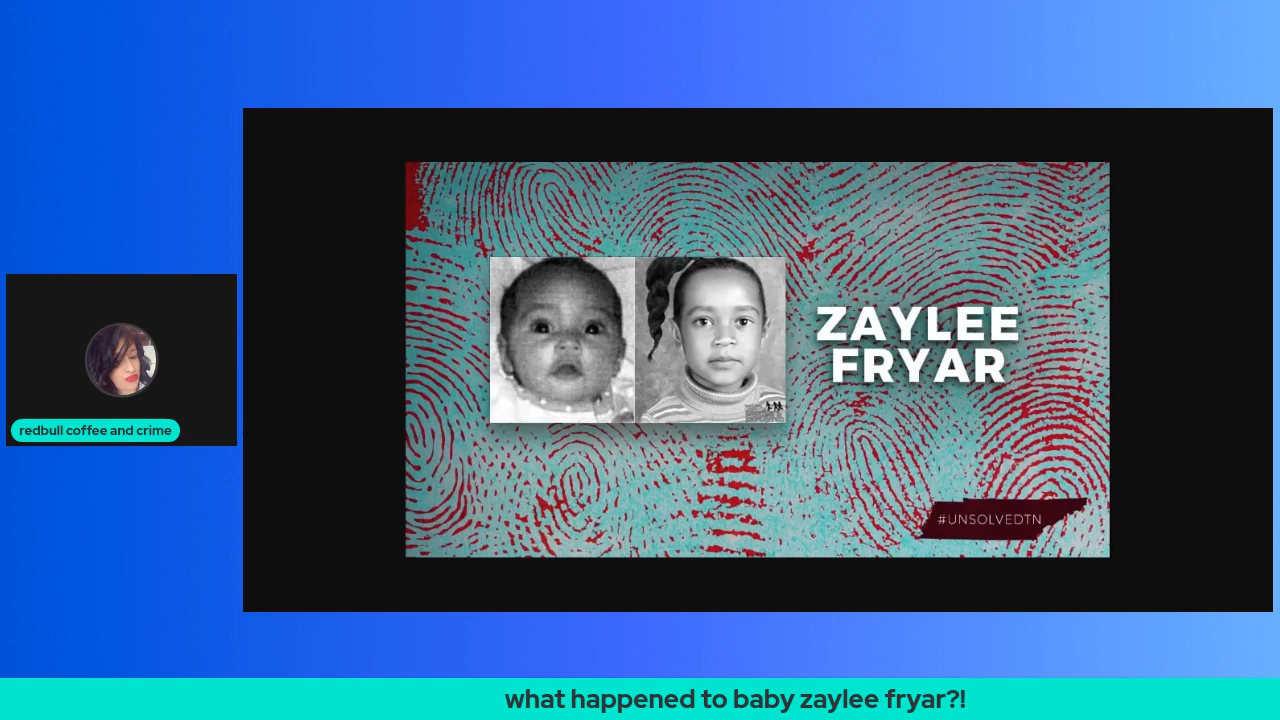 ZAYLEE
FRYAR
#UNSOLVEDTN
redbull coffee and crime
what happened to baby zaylee fryar?!